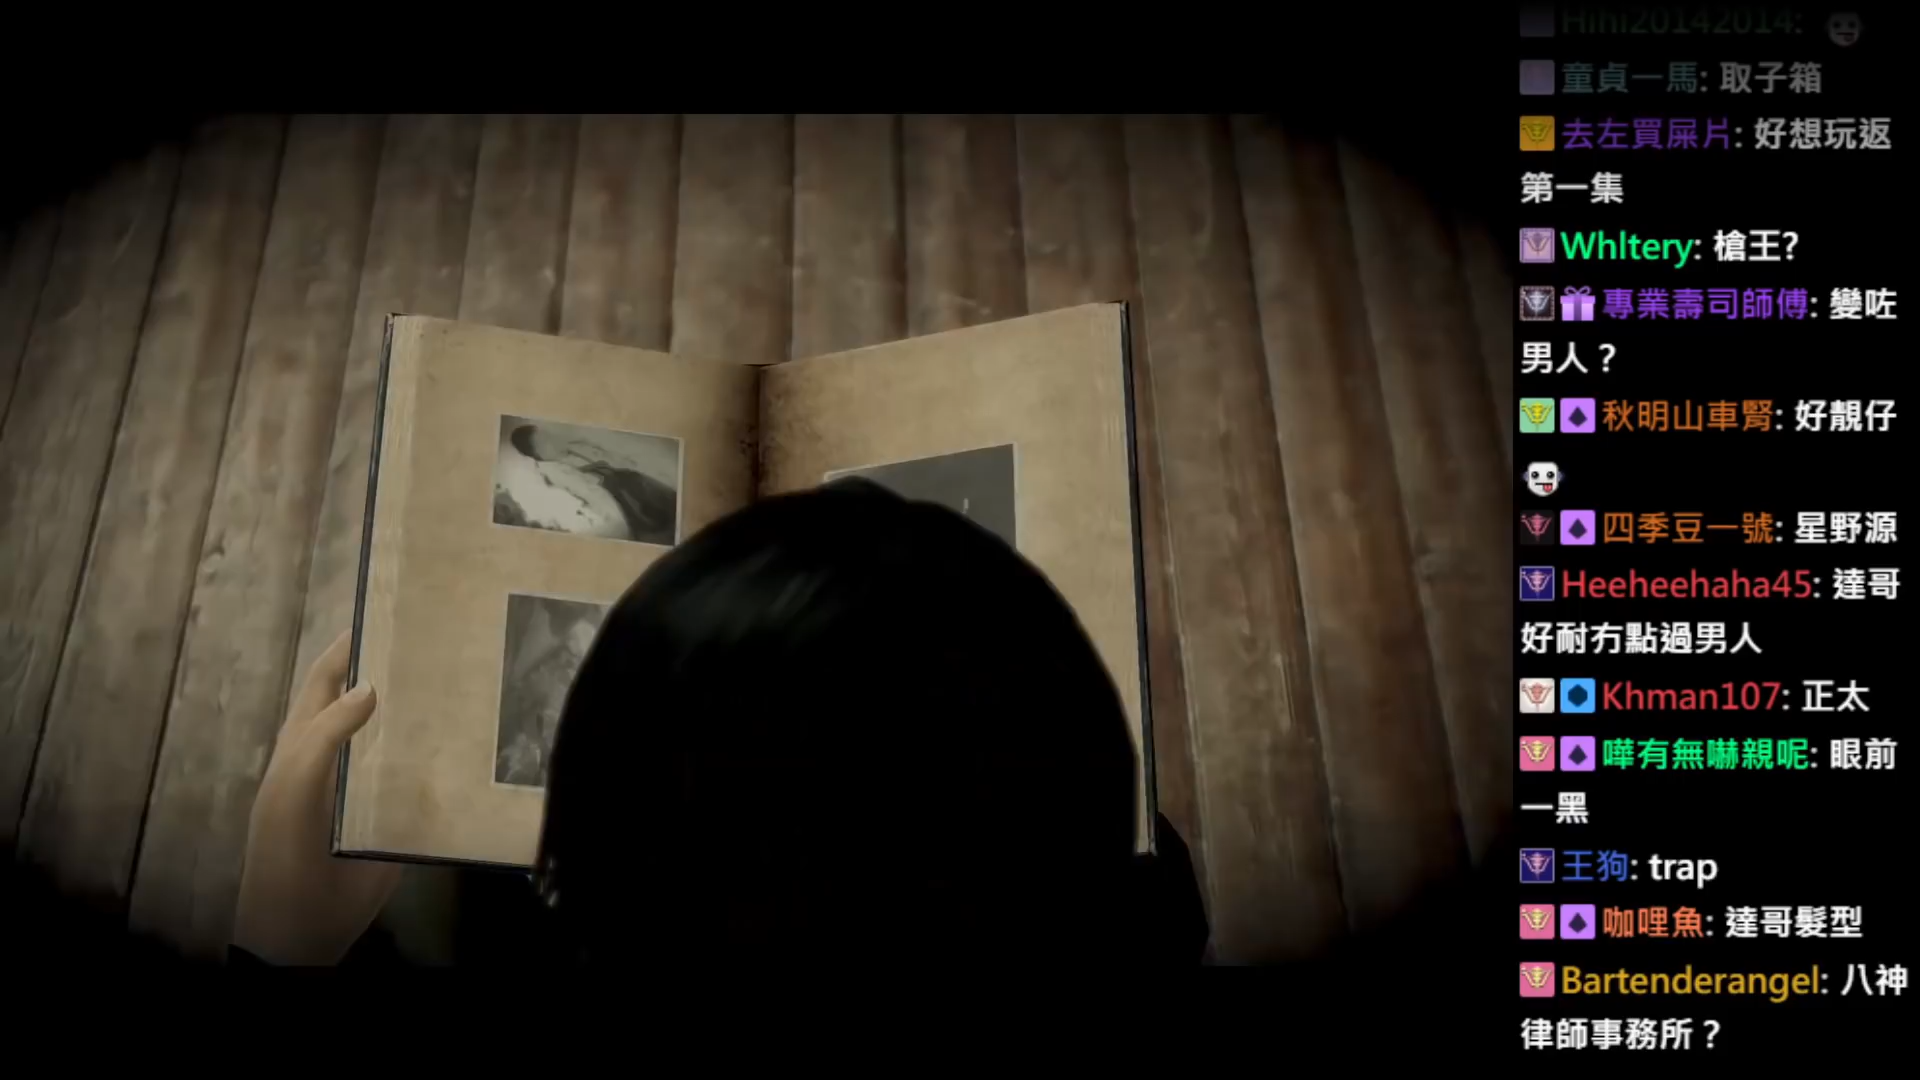 Hihi20142014:
童貞一馬: 取子箱
去左買屎片: 好想玩返
第一集
Whltery: 槍王?
專業壽司師傅: 變咗
男人？
秋明山車腎: 好靚仔
四季豆一號: 星野源
Heeheehaha45: 達哥
好耐冇點過男人
Khman107: 正太
嘩有無嚇親呢: 眼前
一黑
王狗: trap
咖哩魚: 達哥髮型
Bartenderangel: 八神
律師事務所？